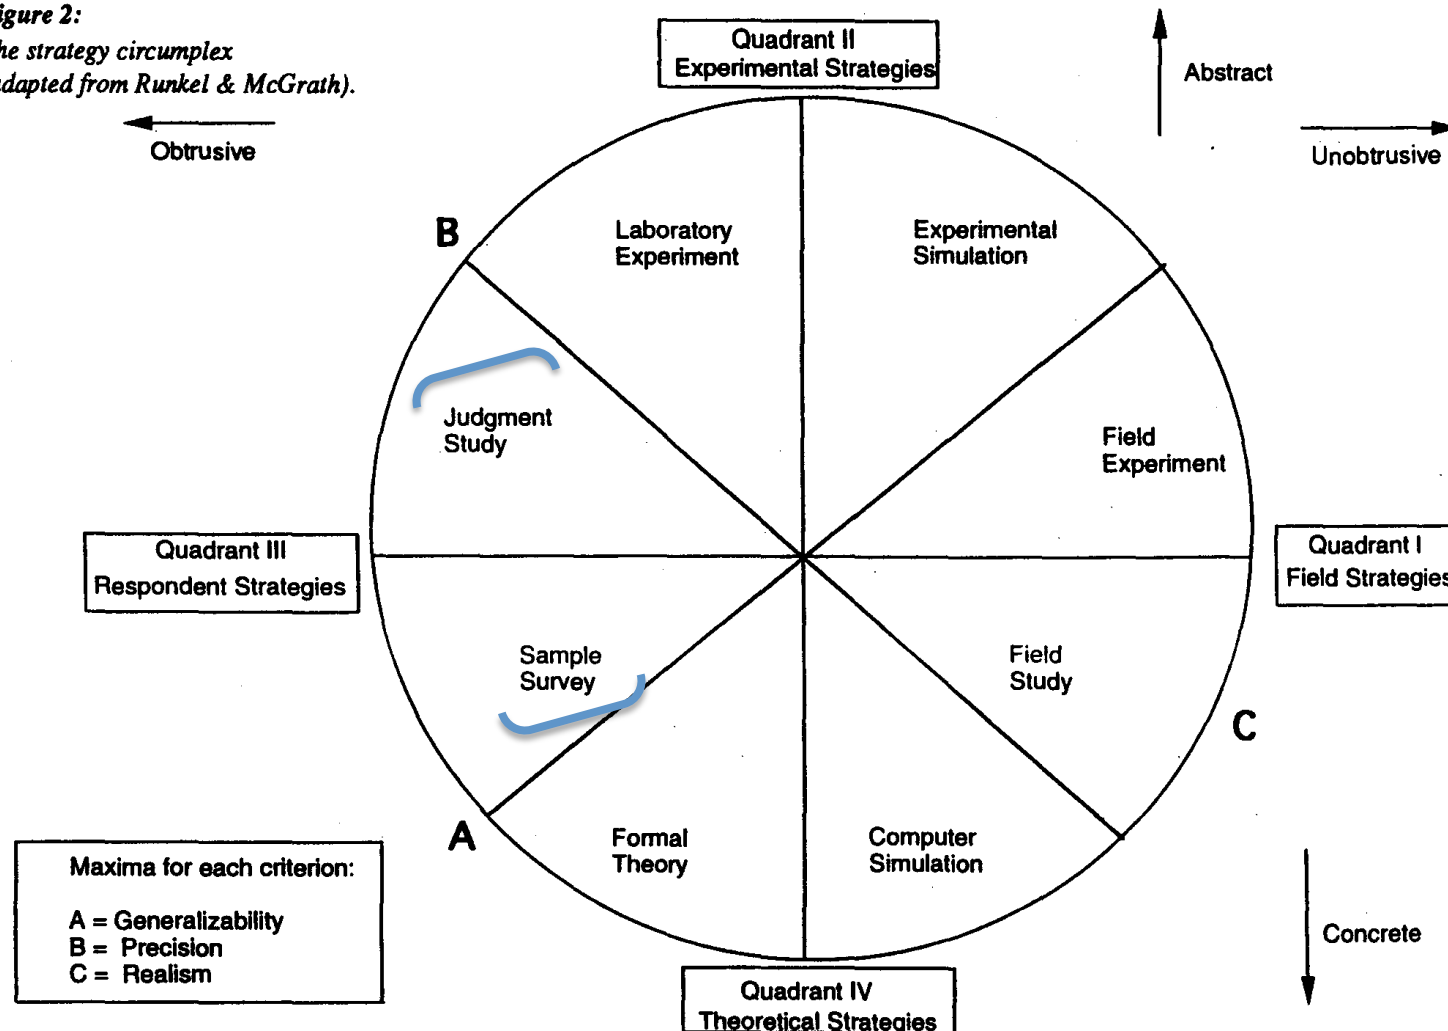 igure 2:
he strategy circumplex
dapted from Runkel & McGrath).
Obtrusive
Quadrant II
Experimental Strategies
Abstract
Unobtrusive
B
Laboratory
Experiment
Experimental
Simulation
Judgment
Study
Field
Experiment
Quadrant III
Respondent Strategies
Quadrant I
Field Strategies
Sample
Survey
Field
Study
C
A
Formal
Theory
Computer
Simulation
Maxima for each criterion:
A = Generalizability
B = Precision
C = Realism
Concrete
Quadrant IV
Theoretical Strategies